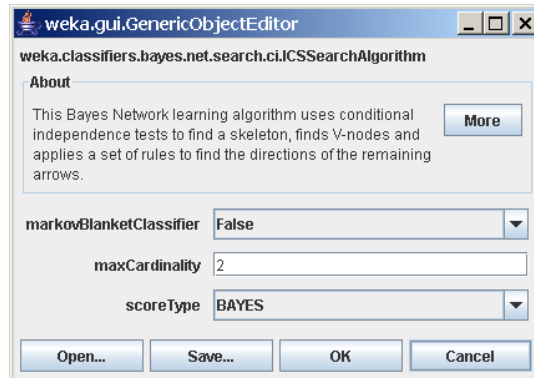 weka.gui.GenericObjectEditor
weka.classifiers.bayes.net.search.ci.ICSSearchAlgorithm
About
This Bayes Network learning algorithm uses conditional
independence tests to find a skeleton, finds V-nodes and
applies a set of rules to find the directions of the remaining
arrows.
More
markovBlanketClassifier False
maxCardinality 2
scoreType BAYES
Open... Save... OK Cancel